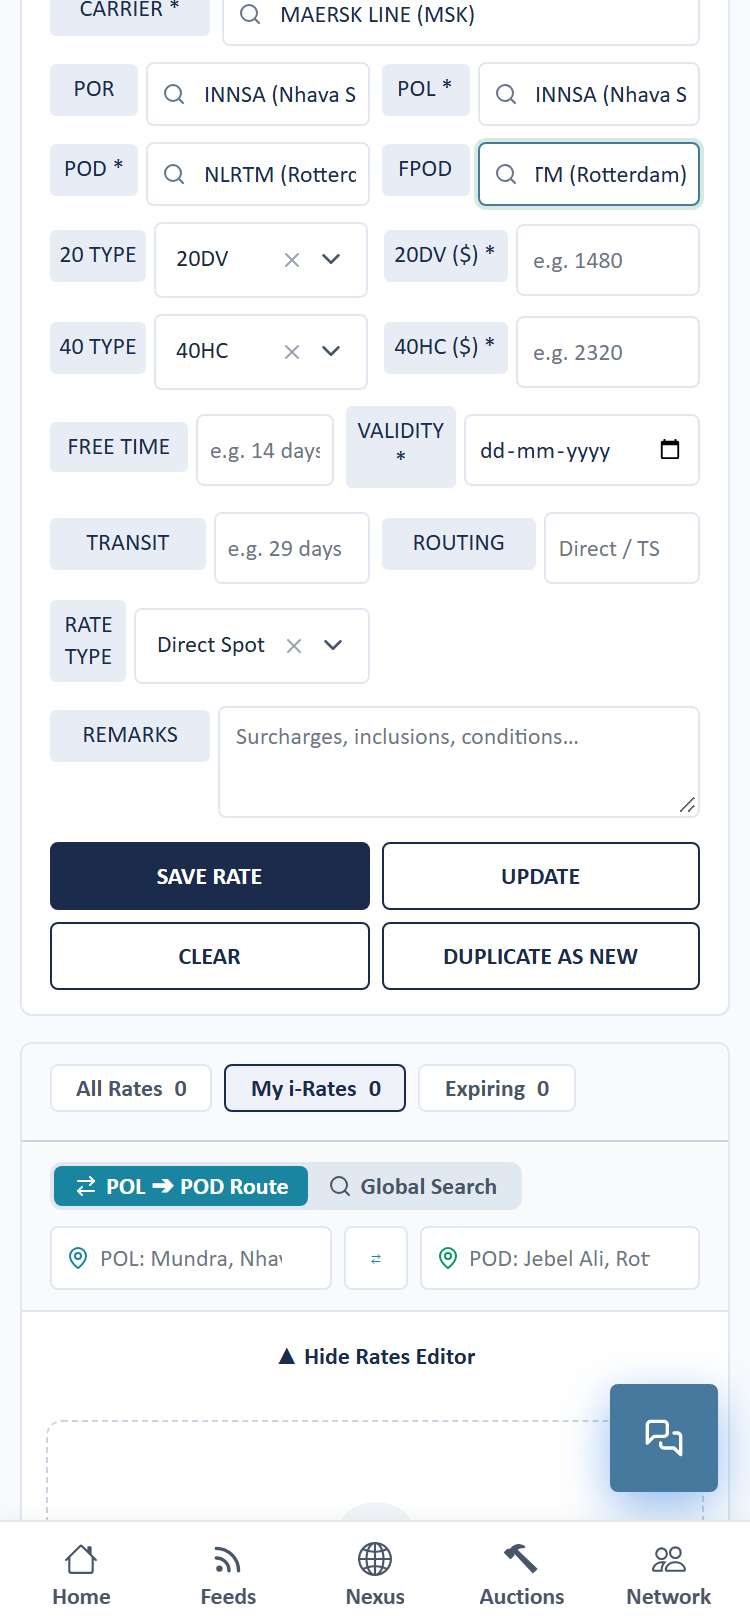 CARRIER *
MAERSK LINE (MSK)
POR
INNSA (Nhava S
POL *
INNSA (Nhava S
POD *
NLRTM (Rotterd
FPOD
TM (Rotterdam)
20 TYPE
20DV
20DV ($) *
e.g. 1480
40 TYPE
40HC
40HC ($) *
e.g. 2320
FREE TIME
e.g. 14 days
VALIDITY
*
dd-mm-yyyy
TRANSIT
e.g. 29 days
ROUTING
Direct / TS
RATE
TYPE
Direct Spot
REMARKS
Surcharges, inclusions, conditions...
SAVE RATE
UPDATE
CLEAR
DUPLICATE AS NEW
All Rates 0
My i-Rates 0
Expiring 0
⇄ POL ➔ POD Route
Global Search
POL: Mundra, Nhav
⇄
POD: Jebel Ali, Rot
▲ Hide Rates Editor
Home
Feeds
Nexus
Auctions
Network